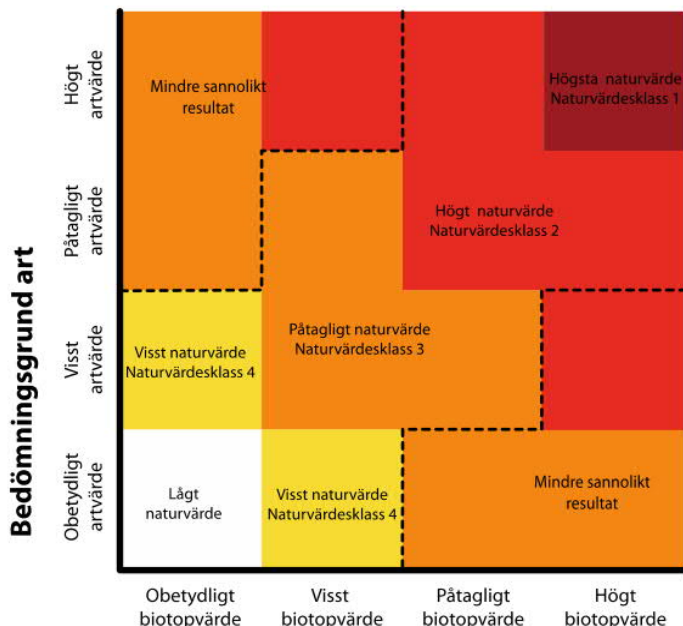 Bedömningsgrund art
Högt
artvärde
Påtagligt
artvärde
Visst
artvärde
Obetydligt
artvärde
Mindre sannolikt
resultat
Högsta naturvärde
Naturvärdesklass 1
Högt naturvärde
Naturvärdesklass 2
Påtagligt naturvärde
Naturvärdesklass 3
Visst naturvärde
Naturvärdesklass 4
Lågt
naturvärde
Visst naturvärde
Naturvärdesklass 4
Mindre sannolikt
resultat
Obetydligt
biotopvärde
Visst
biotopvärde
Påtagligt
biotopvärde
Högt
biotopvärde